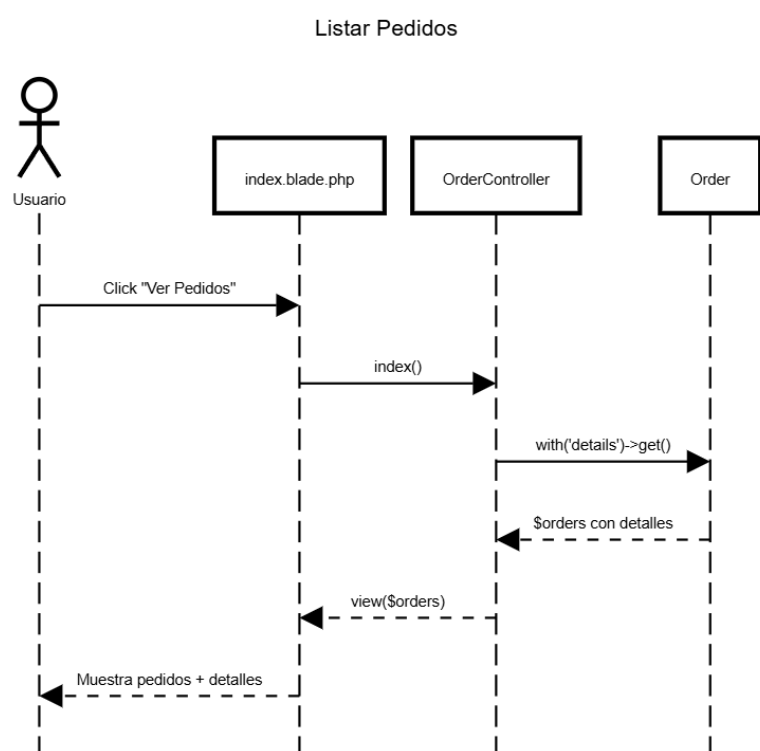 Listar Pedidos
Usuario
index.blade.php
OrderController
Order
Click "Ver Pedidos"
index()
with('details')->get()
$orders con detalles
view($orders)
Muestra pedidos + detalles